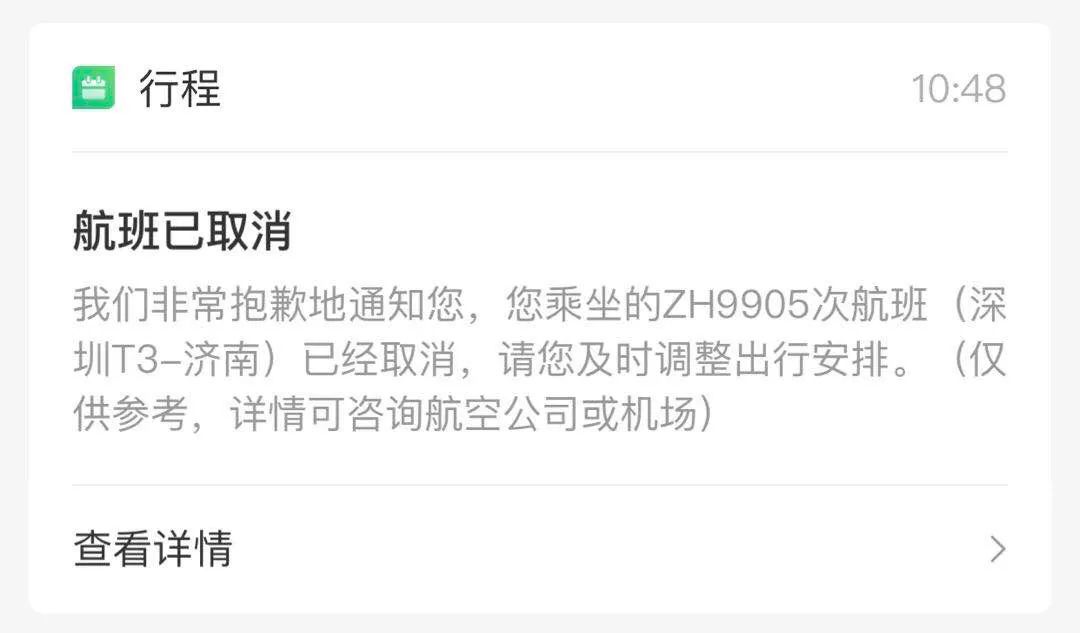 行程
10:48
航班已取消
我们非常抱歉地通知您，您乘坐的ZH9905次航班（深
圳T3-济南）已经取消，请您及时调整出行安排。（仅
供参考，详情可咨询航空公司或机场）
查看详情